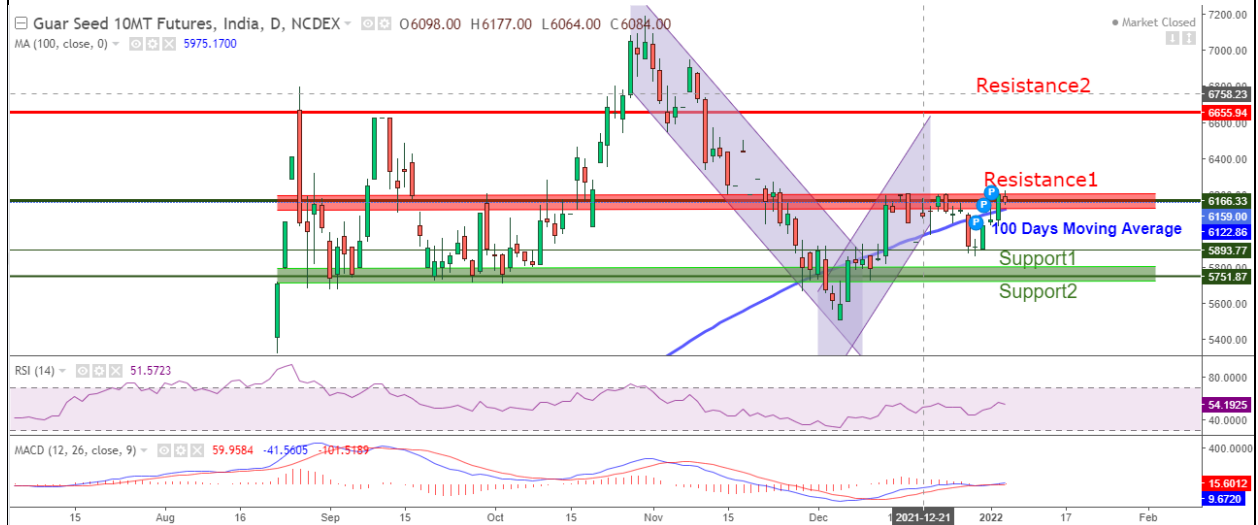 Guar Seed 10MT Futures, India, D, NCDEX O6098.00 H6177.00 L6064.00 C6084.00
Market Closed
MA (100, close, 0) 5975.1700
7200.00
7000.00
Resistance2
6758.23
6655.94
6600.00
6400.00
Resistance1
P
P
P
6166.33
6159.00
100 Days Moving Average
6122.86
5893.77
Support1
5751.87
Support2
5600.00
5400.00
RSI (14) 51.5723
80.0000
54.1925
40.0000
MACD (12, 26, close, 9) 59.9584 -41.5605 -101.5189
400.0000
15.6012
9.6720
15 Aug 16 Sep 15 Oct 15 Nov 15 Dec 2021-12-21 2022 17 Feb